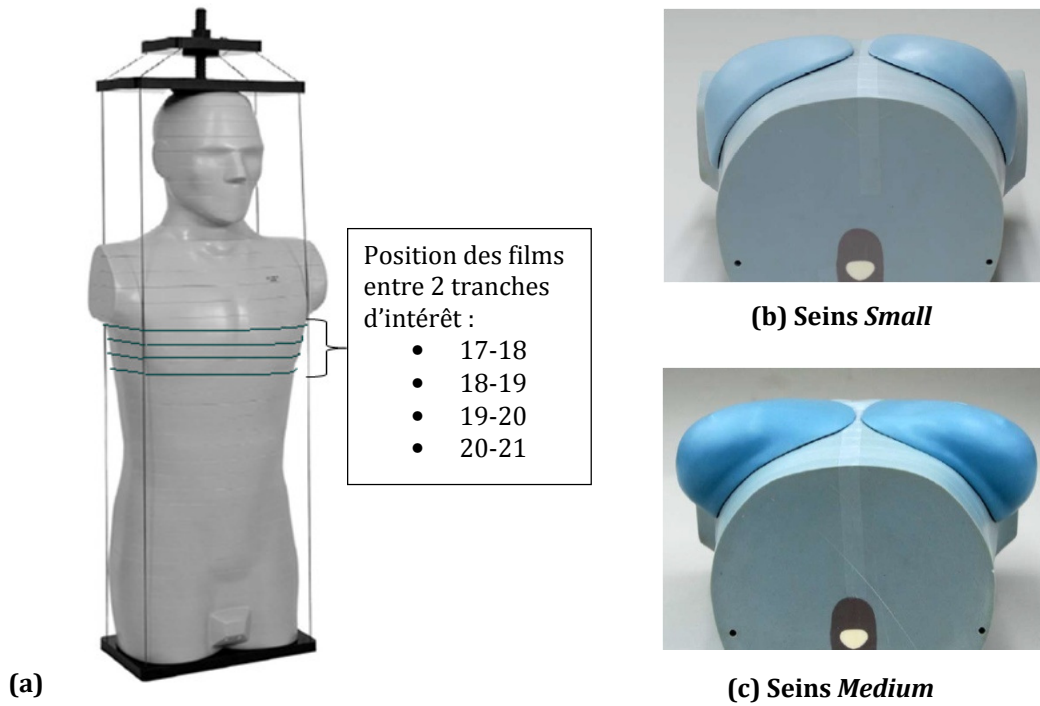 Position des films
entre 2 tranches
d'intérêt :
• 17-18
• 18-19
• 19-20
• 20-21
(a)
(b) Seins Small
(c) Seins Medium